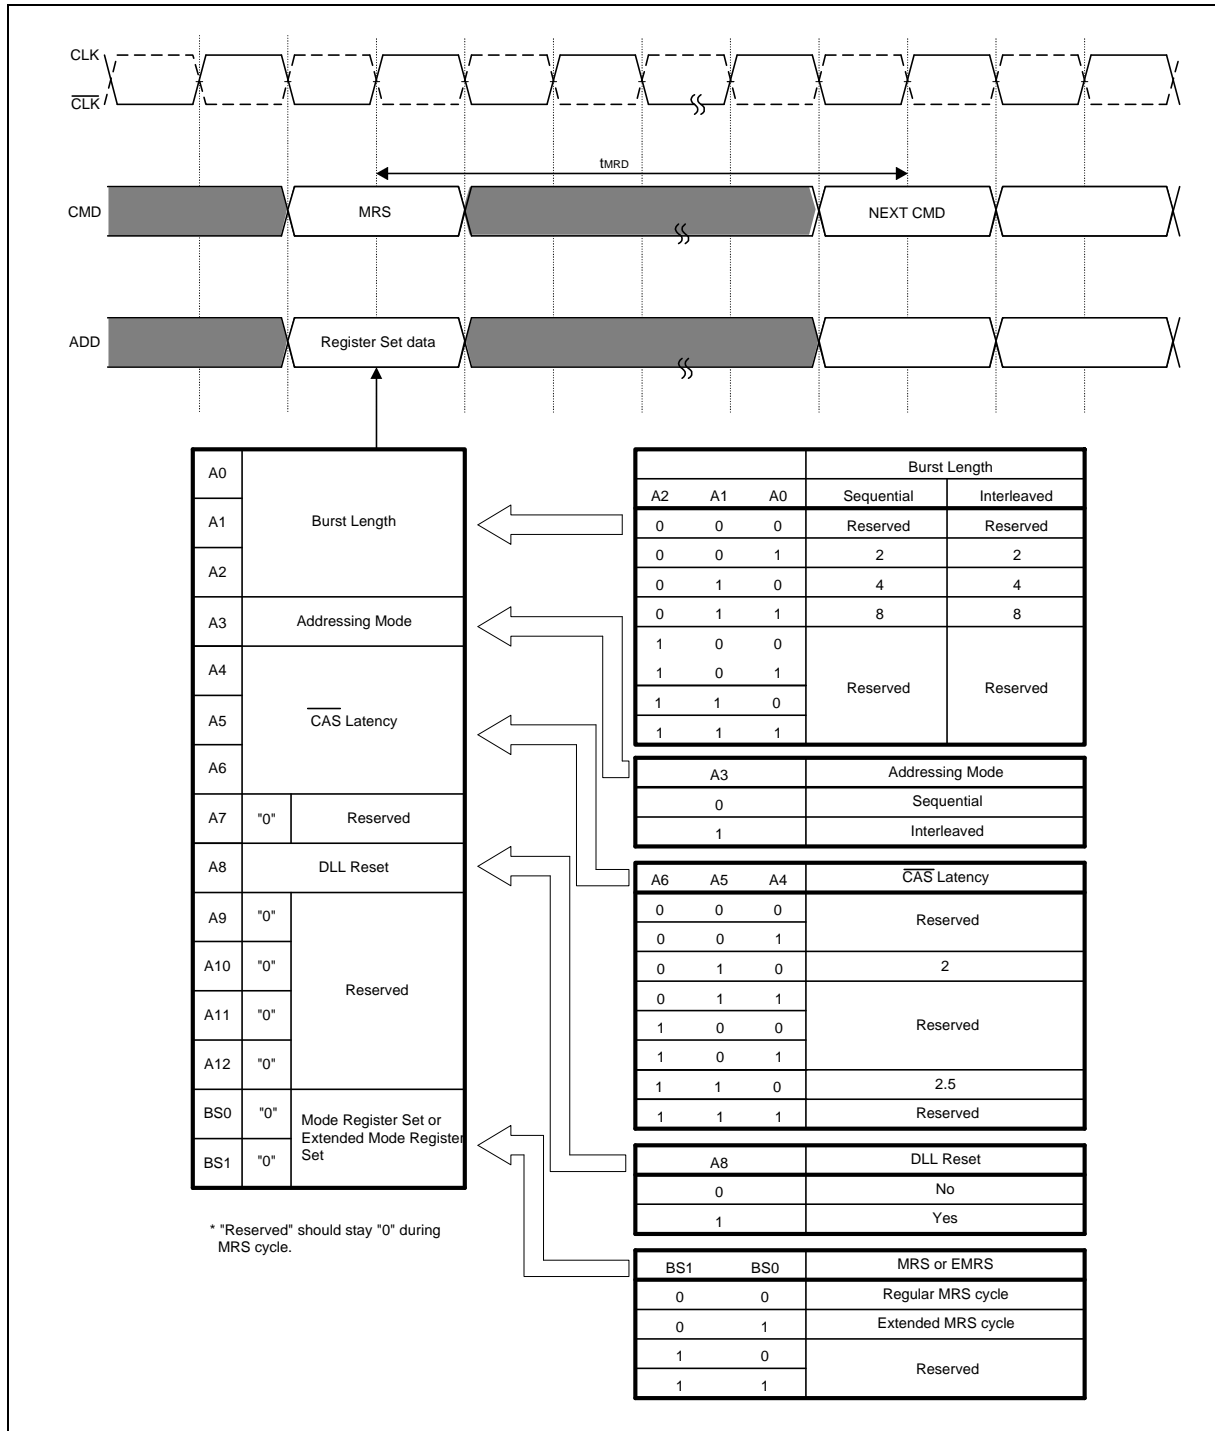 CLK
CLK
tMRD
CMD
MRS
NEXT CMD
ADD
Register Set data
A0
A1
Burst Length
A2
A3 Addressing Mode
A4
A5
CAS Latency
A6
A7 "0" Reserved
A8 DLL Reset
A9 "0"
A10 "0"
Reserved
A11 "0"
A12 "0"
BS0 "0"
Mode Register Set or
Extended Mode Register
Set
BS1 "0"
* "Reserved" should stay "0" during
MRS cycle.
Burst Length
A2 A1 A0 Sequential Interleaved
0 0 0 Reserved Reserved
0 0 1 2 2
0 1 0 4 4
0 1 1 8 8
1 0 0
1 0 1
Reserved Reserved
1 1 0
1 1 1
A3 Addressing Mode
0 Sequential
1 Interleaved
A6 A5 A4 CAS Latency
0 0 0
Reserved
0 0 1
0 1 0 2
0 1 1
1 0 0 Reserved
1 0 1
1 1 0 2.5
1 1 1 Reserved
A8 DLL Reset
0 No
1 Yes
BS1 BS0 MRS or EMRS
0 0 Regular MRS cycle
0 1 Extended MRS cycle
1 0
Reserved
1 1